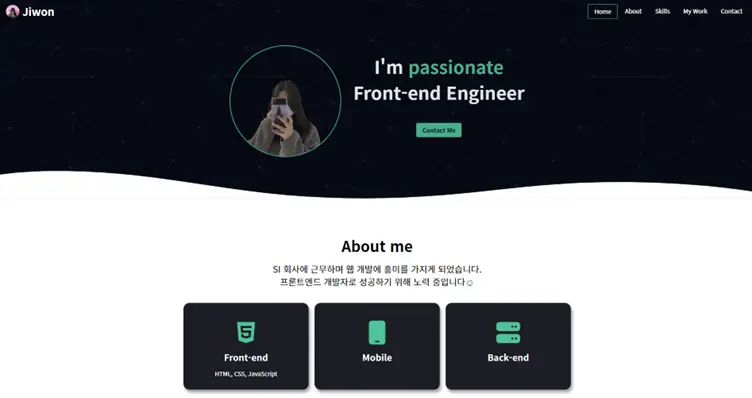 Jiwon
Home About Skills My Work Contact
I'm passionate
Front-end Engineer
Contact Me
About me
SI 회사에 근무하며 웹 개발에 흥미를 가지게 되었습니다.
프론트엔드 개발자로 성공하기 위해 노력 중입니다☺
Front-end
HTML, CSS, JavaScript
Mobile
Back-end